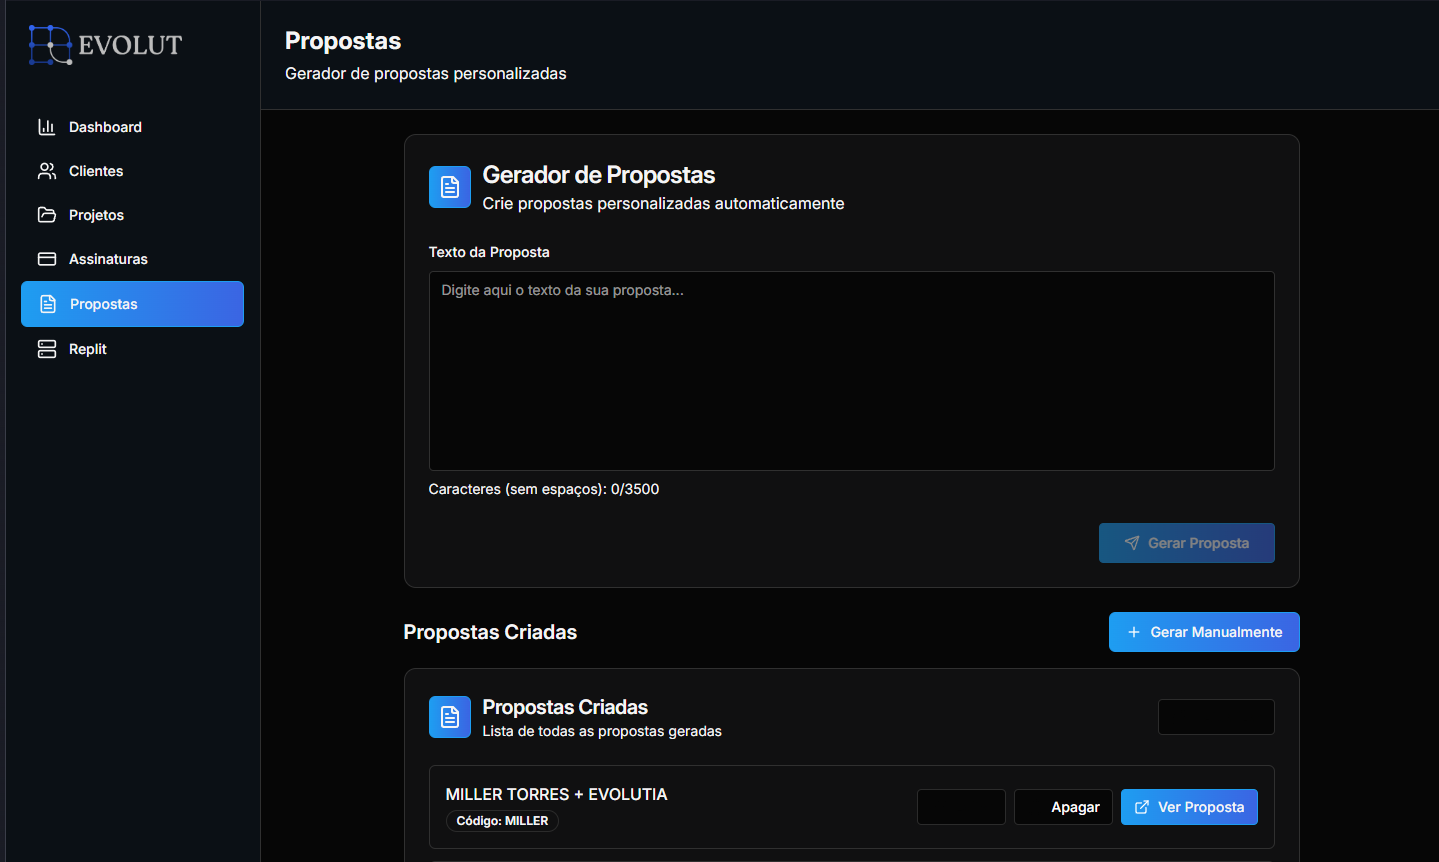 EVOLUT
Dashboard
Clientes
Projetos
Assinaturas
Propostas
Replit
Propostas
Gerador de propostas personalizadas
Gerador de Propostas
Crie propostas personalizadas automaticamente
Texto da Proposta
Digite aqui o texto da sua proposta...
Caracteres (sem espaços): 0/3500
Gerar Proposta
Propostas Criadas
Gerar Manualmente
Propostas Criadas
Lista de todas as propostas geradas
MILLER TORRES + EVOLUTIA
Código: MILLER
Apagar
Ver Proposta